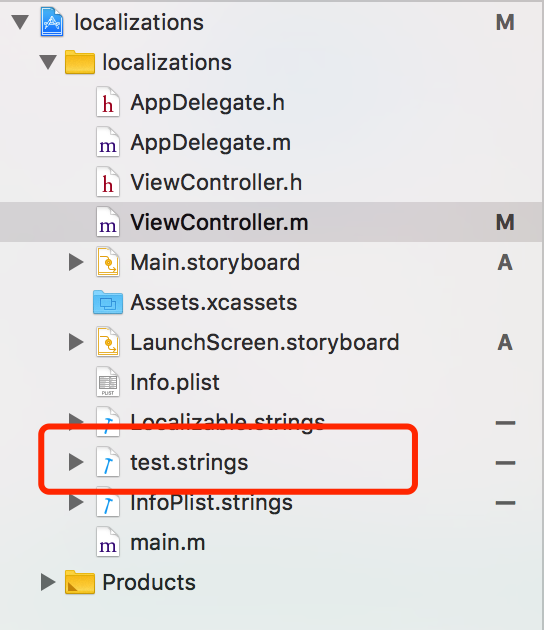 localizations M
localizations
h AppDelegate.h
m AppDelegate.m
h ViewController.h
m ViewController.m M
Main.storyboard A
Assets.xcassets
LaunchScreen.storyboard A
PLIST Info.plist
Localizable.strings —
test.strings —
InfoPlist.strings —
m main.m
Products